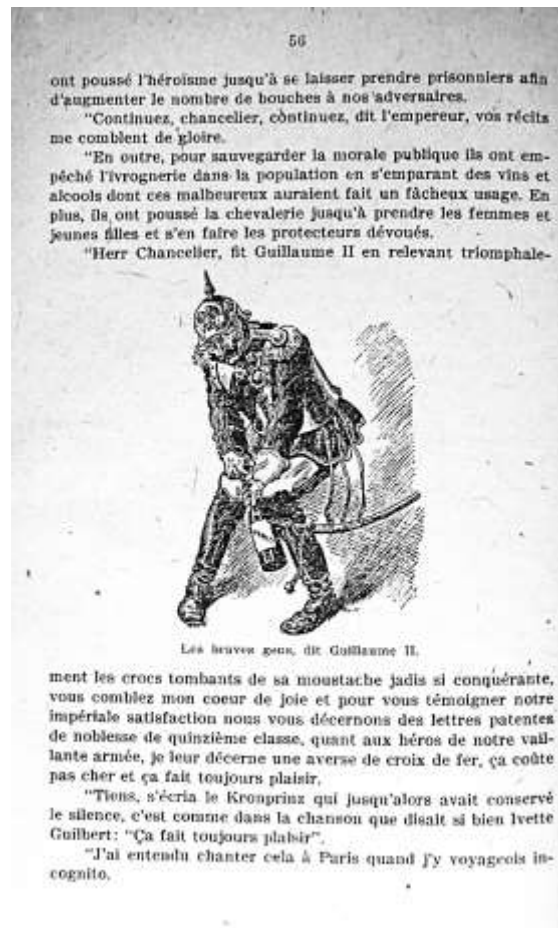 56
ont poussé l'héroïsme jusqu'à se laisser prendre prisonniers afin
d'augmenter le nombre de bouches à nos adversaires.
"Continuez, chancelier, continuez, dit l'empereur, vos récits
me comblent de gloire.
"En outre, pour sauvegarder la morale publique ils ont em-
pêché l'ivrognerie dans la population en s'emparant des vins et
alcools dont ces malheureux auraient fait un fâcheux usage. En
plus, ils ont poussé la chevalerie jusqu'à prendre les femmes et
jeunes filles et s'en faire les protecteurs dévoués.
"Herr Chancelier, fit Guillaume II en relevant triomphale-
Les braves gens, dit Guillaume II.
ment les crocs tombants de sa moustache jadis si conquérante,
vous comblez mon coeur de joie et pour vous témoigner notre
impériale satisfaction nous vous décernons des lettres patentes
de noblesse de quinzième classe, quant aux héros de notre vail-
lante armée, je leur décerne une averse de croix de fer, ça coûte
pas cher et ça fait toujours plaisir.
"Tiens, s'écria le Kronprinz qui jusqu'alors avait conservé
le silence, c'est comme dans la chanson que disait si bien Ivette
Guilbert: "Ça fait toujours plaisir".
"J'ai entendu chanter cela à Paris quand j'y voyageois in-
cognito.